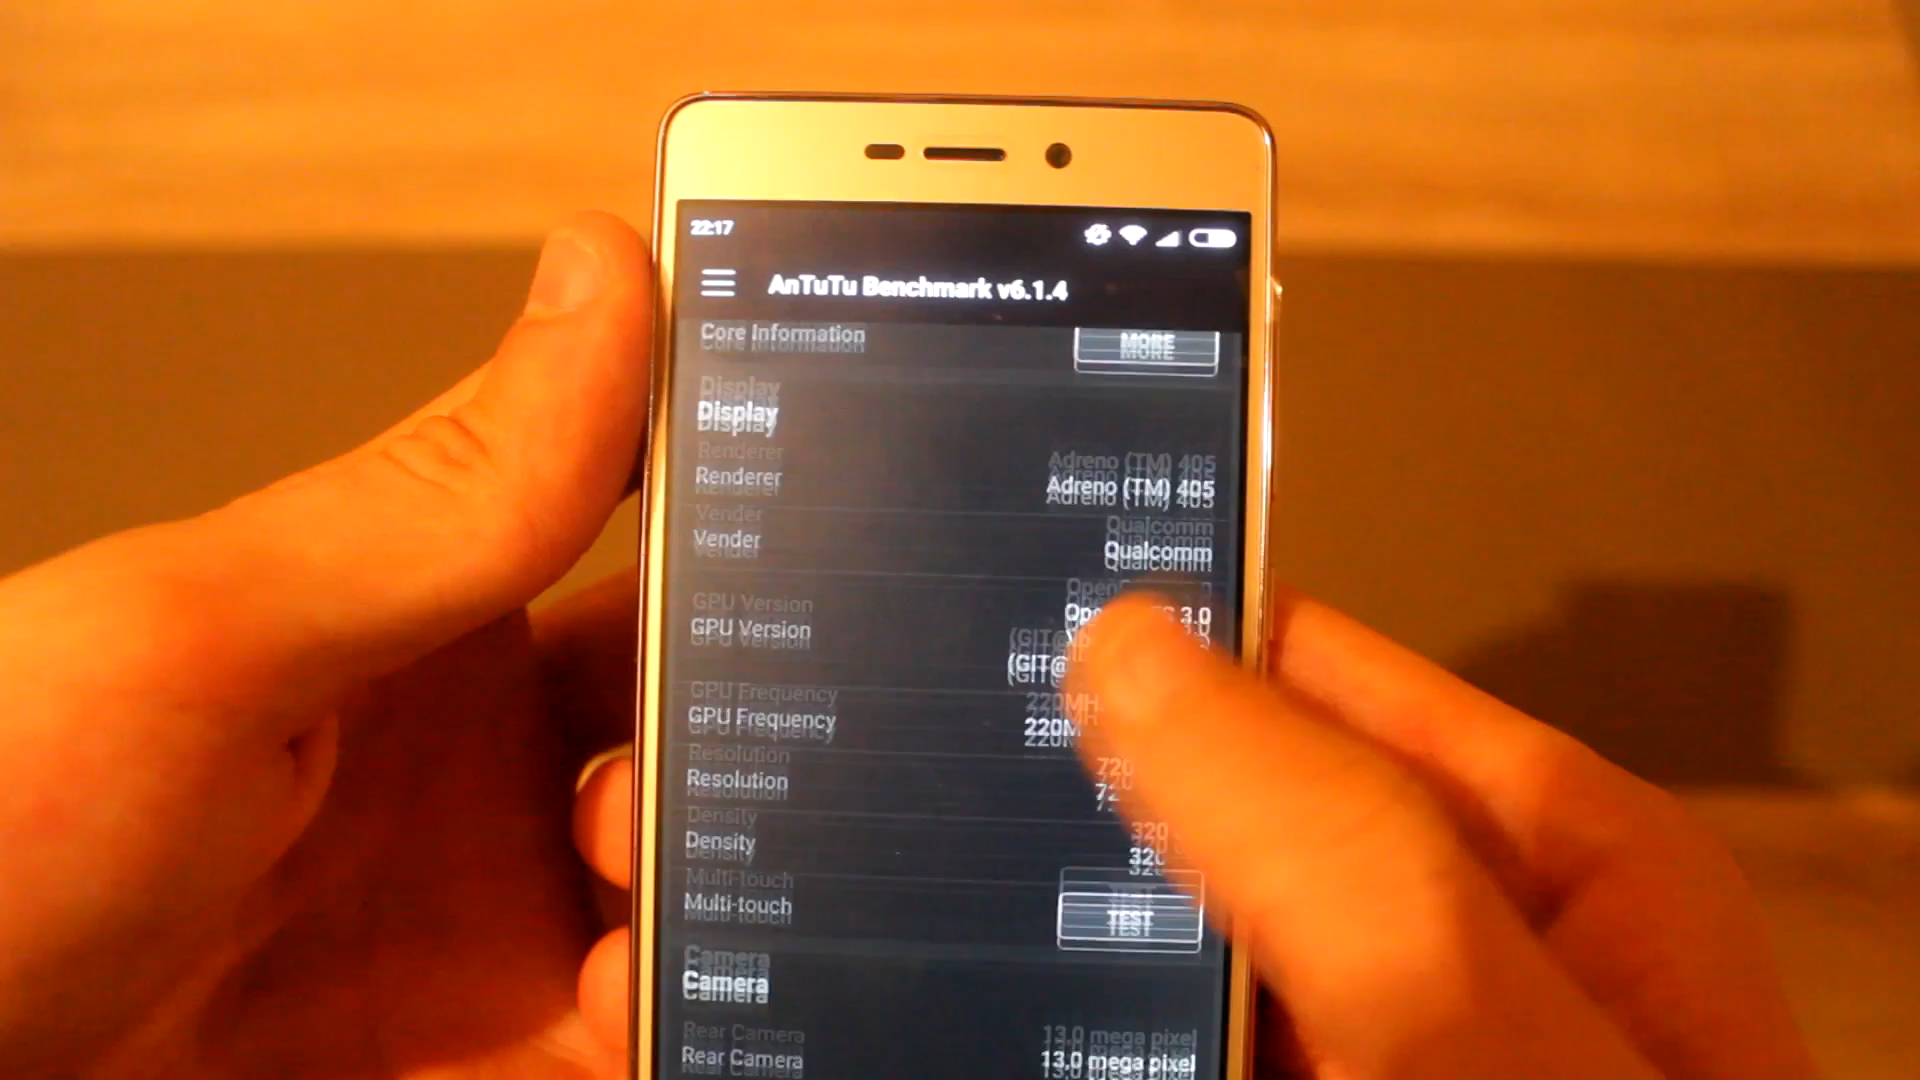 22:17
AnTuTu Benchmark v6.1.4
Core Information MORE
Display
Renderer Adreno (TM) 405
Vender Qualcomm
GPU Version 3.0
(GIT@
GPU Frequency
Resolution
Density
Multi-touch TEST
Camera
Rear Camera 13,0 mega pixel